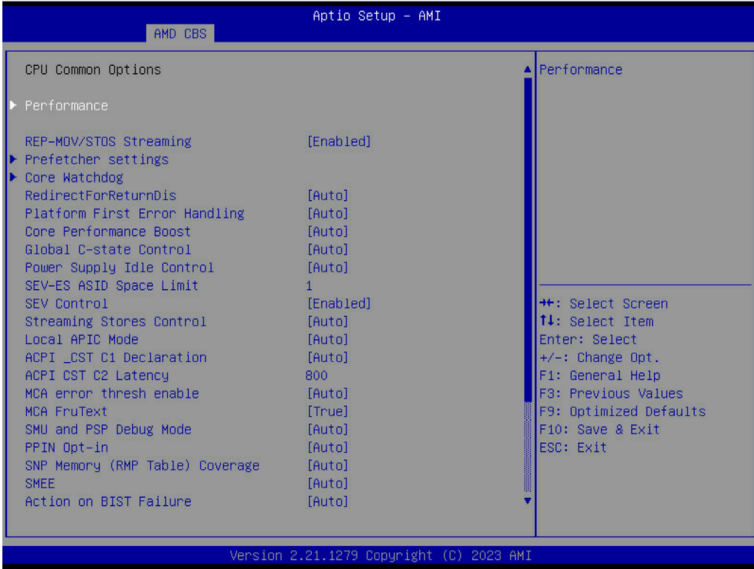 Aptio Setup - AMI
AMD CBS
CPU Common Options
Performance
REP-MOV/STOS Streaming [Enabled]
Prefetcher settings
Core Watchdog
RedirectForReturnDis [Auto]
Platform First Error Handling [Auto]
Core Performance Boost [Auto]
Global C-state Control [Auto]
Power Supply Idle Control [Auto]
SEV-ES ASID Space Limit 1
SEV Control [Enabled]
Streaming Stores Control [Auto]
Local APIC Mode [Auto]
ACPI _CST C1 Declaration [Auto]
ACPI CST C2 Latency 800
MCA error thresh enable [Auto]
MCA FruText [True]
SMU and PSP Debug Mode [Auto]
PPIN Opt-in [Auto]
SNP Memory (RMP Table) Coverage [Auto]
SMEE [Auto]
Action on BIST Failure [Auto]
Performance
→←: Select Screen
↑↓: Select Item
Enter: Select
+/-: Change Opt.
F1: General Help
F3: Previous Values
F9: Optimized Defaults
F10: Save & Exit
ESC: Exit
Version 2.21.1279 Copyright (C) 2023 AMI